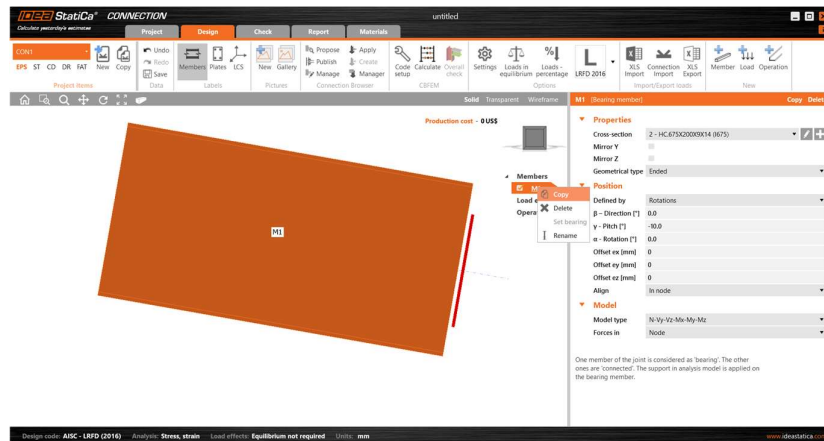 IDEA StatiCa® CONNECTION
untitled
Calculate yesterday's estimates
Project Design Check Report Materials
CON1
EPS ST CD DR FAT
New Copy
Undo
Redo
Save
Members Plates LCS
New Gallery
Propose
Publish
Modify
Apply
Create
Manager
Code setup
Calculate
Overall check
Settings
Loads in equilibrium
Loads - percentage
LRFD 2016
XLS Import
Connection Import
XLS Export
Member Load Operation
Project items Data Labels Pictures Connection Browser CBFEM Options Import/Export loads New
Solid Transparent Wireframe
M1 [Bearing member]
Copy Delet
Production cost - 0 US$
Members
M1
Load e
Opera
Copy
Delete
Set bearing
Rename
M1
Properties
Cross-section 2 - HC.675X200X9X14 (I675)
Mirror Y
Mirror Z
Geometrical type Ended
Position
Defined by Rotations
β – Direction [°] 0.0
γ - Pitch [°] -10.0
α - Rotation [°] 0.0
Offset ex [mm] 0
Offset ey [mm] 0
Offset ez [mm] 0
Align In node
Model
Model type N-Vy-Vz-Mx-My-Mz
Forces in Node
One member of the joint is considered as 'bearing'. The other
ones are 'connected'. The support in analysis model is applied on
the bearing member.
Design code: AISC - LRFD (2016) Analysis: Stress, strain Load effects: Equilibrium not required Units: mm
www.ideastatica.com